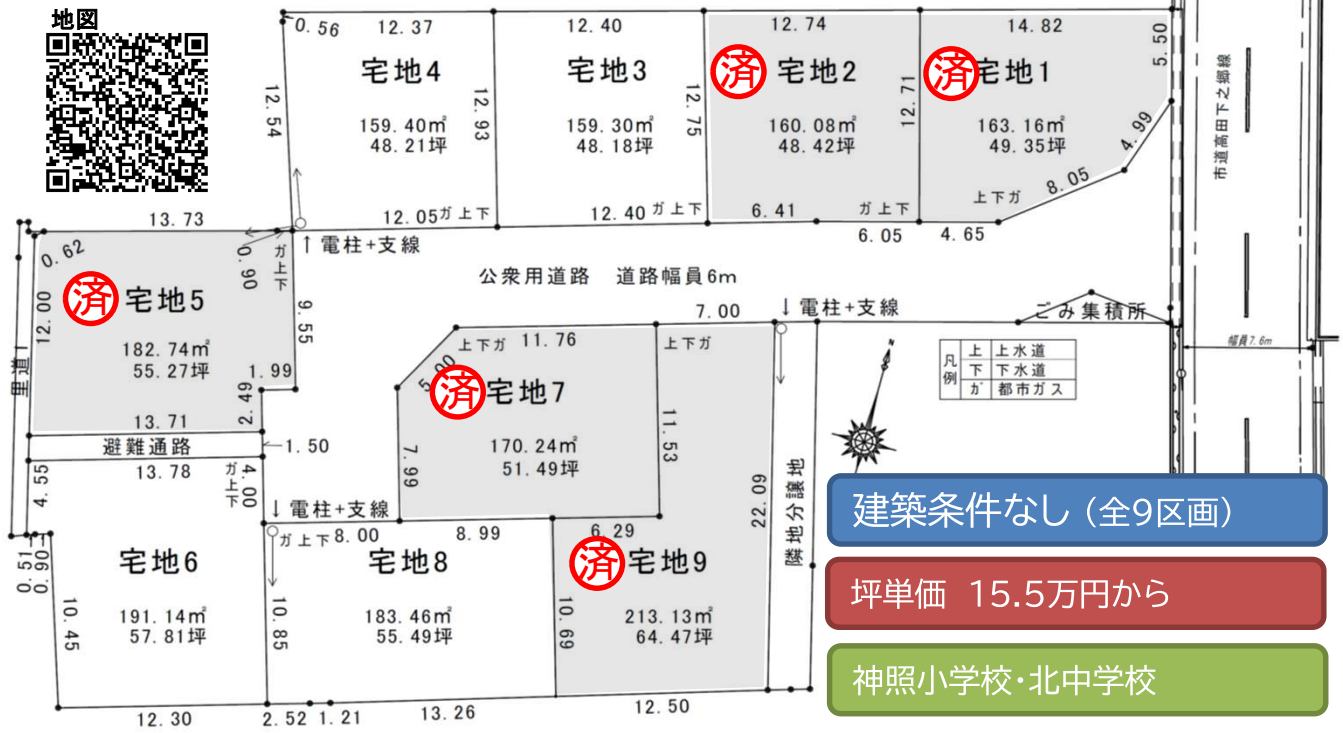 地図
0.56
12.37
12.40
12.74
14.82
5.50
宅地4
宅地3
済
宅地2
済
宅地1
12.54
12.93
12.75
12.71
4.99
市道高田下之郷線
159.40㎡
48.21坪
159.30㎡
48.18坪
160.08㎡
48.42坪
163.16㎡
49.35坪
8.05
上下ガ
13.73
12.05
ガ上下
12.40
ガ上下
6.41
ガ上下
6.05
4.65
↑電柱+支線
0.62
0.90
ガ上下
公衆用道路 道路幅員6m
済
宅地5
12.00
9.55
182.74㎡
55.27坪
1.99
2.49
13.71
里道
7.00
↓電柱+支線
ごみ集積所
幅員7.6m
上下ガ
11.76
上下ガ
5.00
済
宅地7
凡例
上 上水道
下 下水道
ガ 都市ガス
N
11.53
170.24㎡
51.49坪
7.99
避難通路
1.50
13.78
4.55
ガ上下
4.00
↓電柱+支線
22.09
隣地分譲地
ガ上下
8.00
8.99
6.29
0.51
0.90
宅地6
宅地8
済
宅地9
10.45
191.14㎡
57.81坪
10.85
183.46㎡
55.49坪
10.69
213.13㎡
64.47坪
12.30
2.52
1.21
13.26
12.50
建築条件なし（全9区画）
坪単価 15.5万円から
神照小学校・北中学校